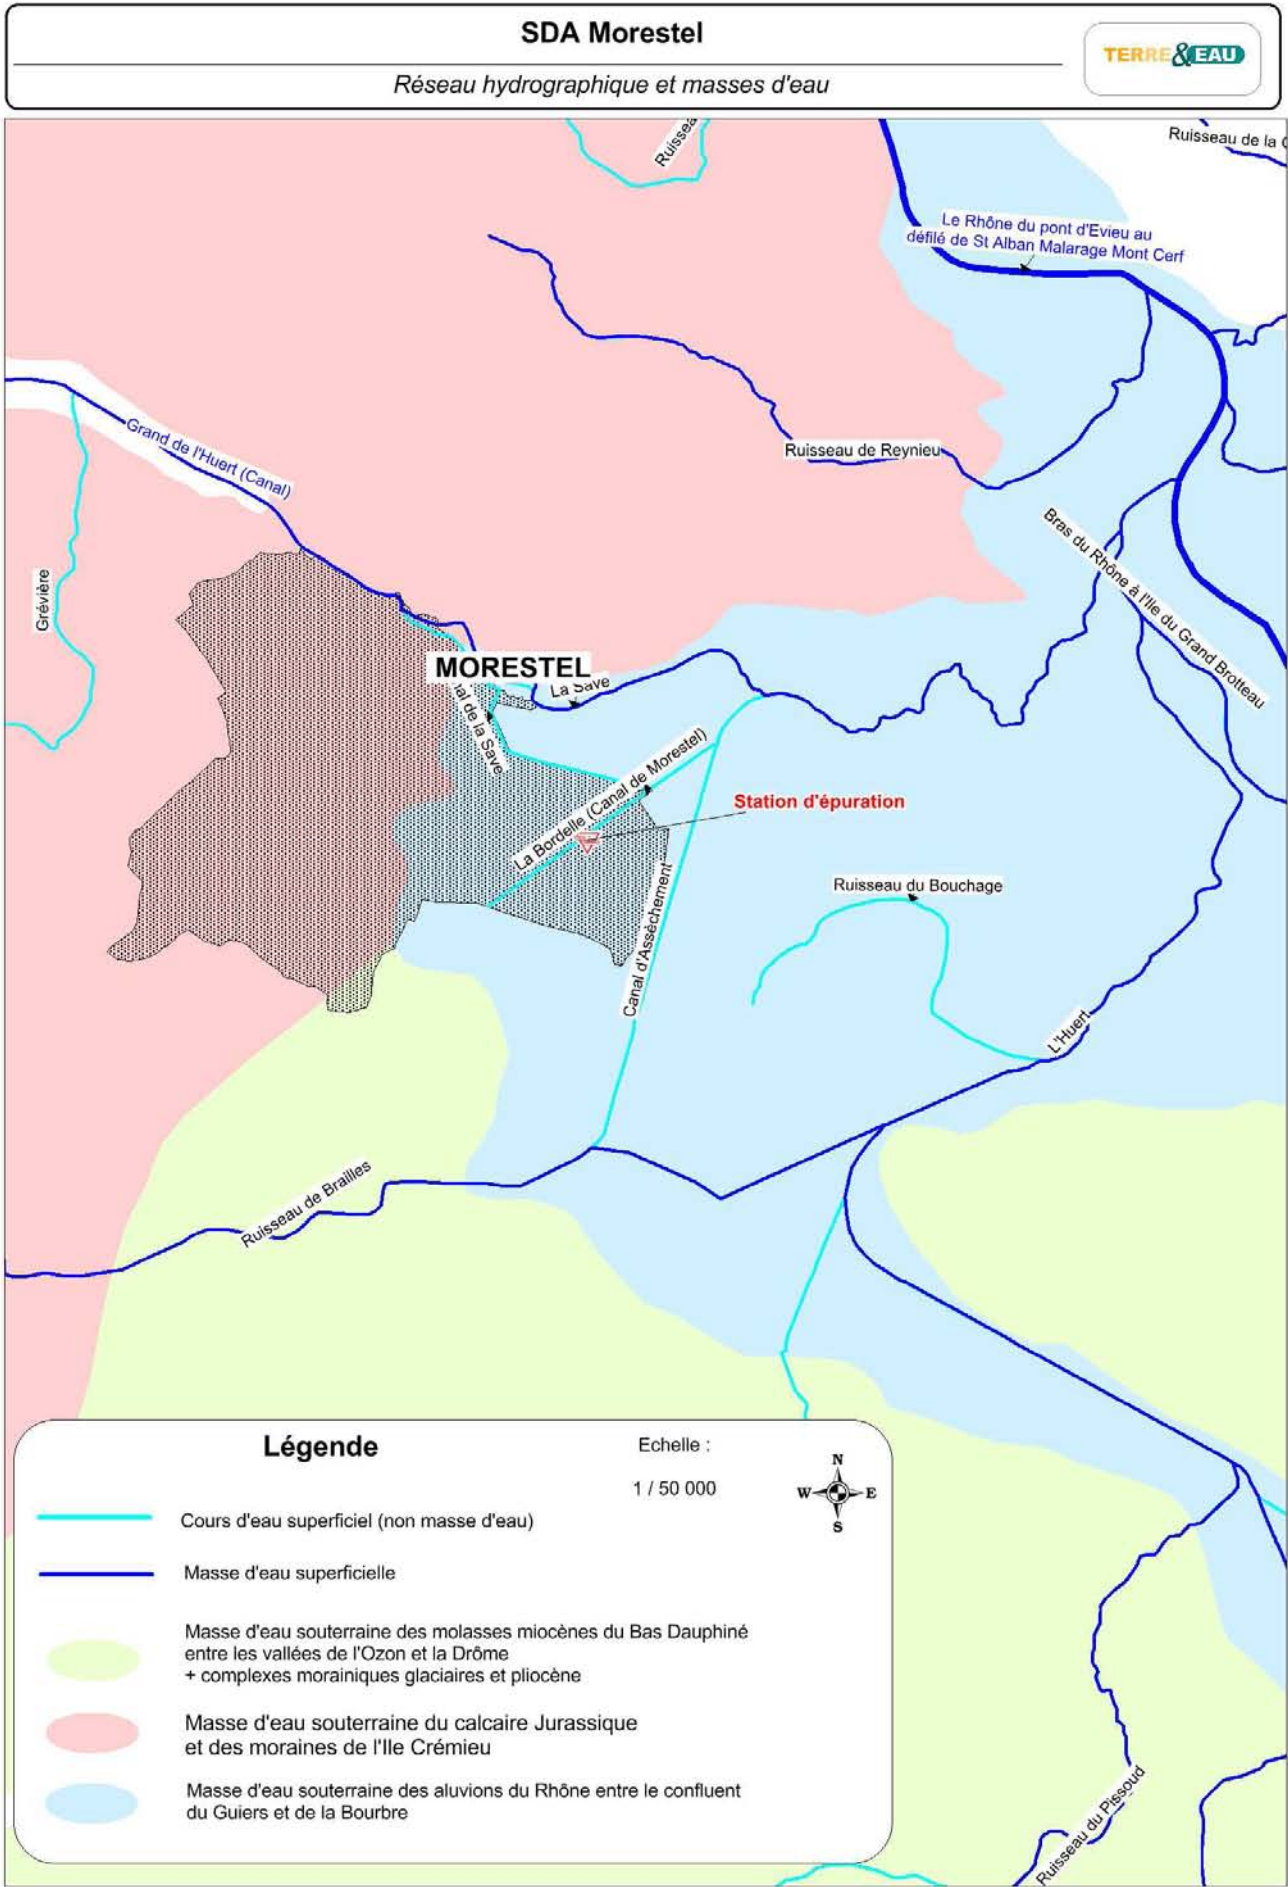 SDA Morestel
Réseau hydrographique et masses d'eau
TERRE&EAU
Ruissea
Ruisseau de la
Le Rhône du pont d'Evieu au
défilé de St Alban Malarage Mont Cerf
Grand de l'Huert (Canal)
Ruisseau de Reynieu
Bras du Rhône à l'Ile du Grand Brotteau
Grévière
MORESTEL
La Save
nal de la Save
La Bordelle (Canal de Morestel)
Station d'épuration
Canal d'Assèchement
Ruisseau du Bouchage
L'Huert
Ruisseau de Brailles
Légende
Echelle :
1 / 50 000
N
W E
S
Cours d'eau superficiel (non masse d'eau)
Masse d'eau superficielle
Masse d'eau souterraine des molasses miocènes du Bas Dauphiné
entre les vallées de l'Ozon et la Drôme
+ complexes morainiques glaciaires et pliocène
Masse d'eau souterraine du calcaire Jurassique
et des moraines de l'Ile Crémieu
Masse d'eau souterraine des aluvions du Rhône entre le confluent
du Guiers et de la Bourbre
Ruisseau du Pissoud